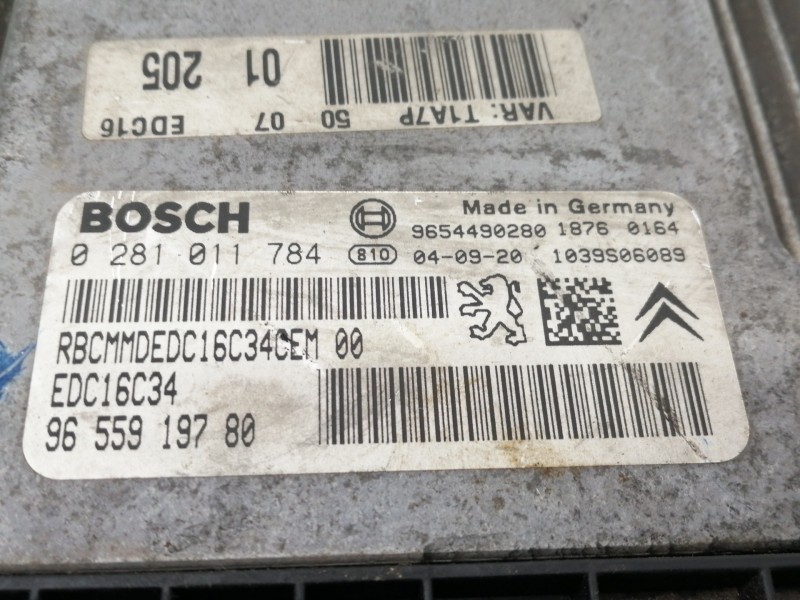 VAR: T1A7P 50 07 EDC16
01 205
BOSCH
Made in Germany
9654490280 1876 0164
0 281 011 784 810 04-09-20 1039S06089
RBCMMDEDC16C34CEM 00
EDC16C34
96 559 197 80